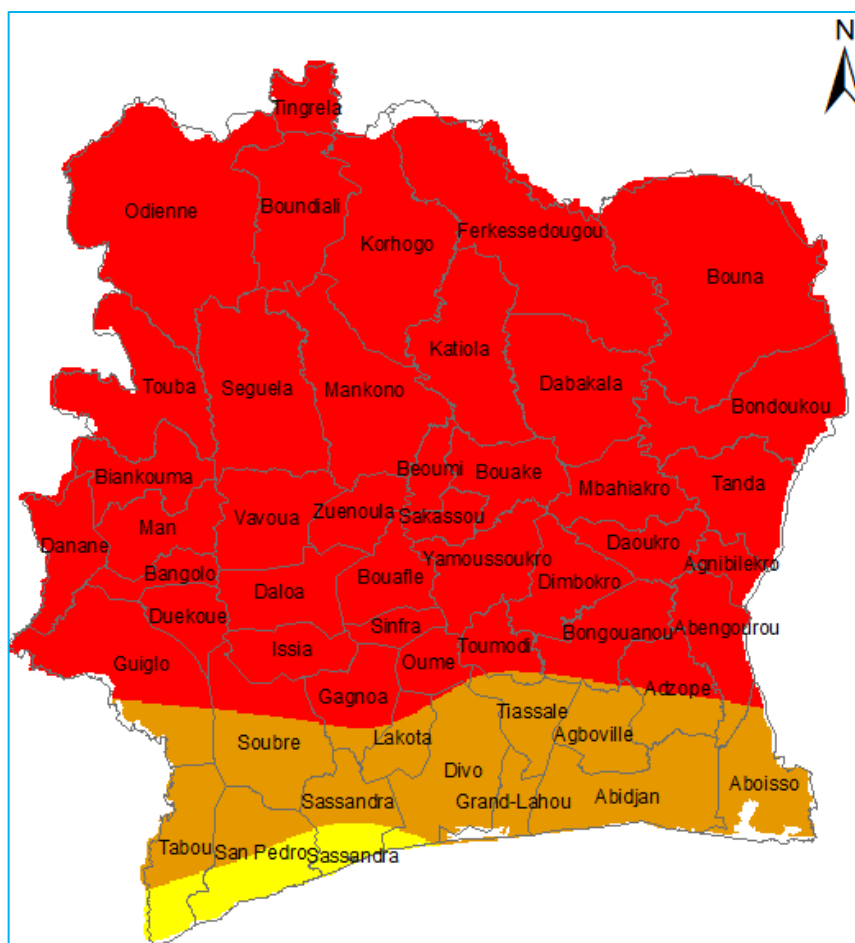 N
Tingrela
Odienne
Boundiali
Korhogo
Ferkessedougou
Bouna
Katiola
Touba
Seguela
Mankono
Dabakala
Bondoukou
Biankouma
Beoumi
Bouake
Mbahiakro
Tanda
Danane
Man
Vavoua
Zuenoula
Sakassou
Daoukro
Agnibilekro
Bangolo
Daloa
Bouafle
Yamoussoukro
Dimbokro
Duekoue
Sinfra
Bongouanou
Abengourou
Guiglo
Issia
Oume
Toumodi
Gagnoa
Adzope
Soubre
Lakota
Tiassale
Agboville
Divo
Aboisso
Sassandra
Grand-Lahou
Abidjan
Tabou
San Pedro
Sassandra